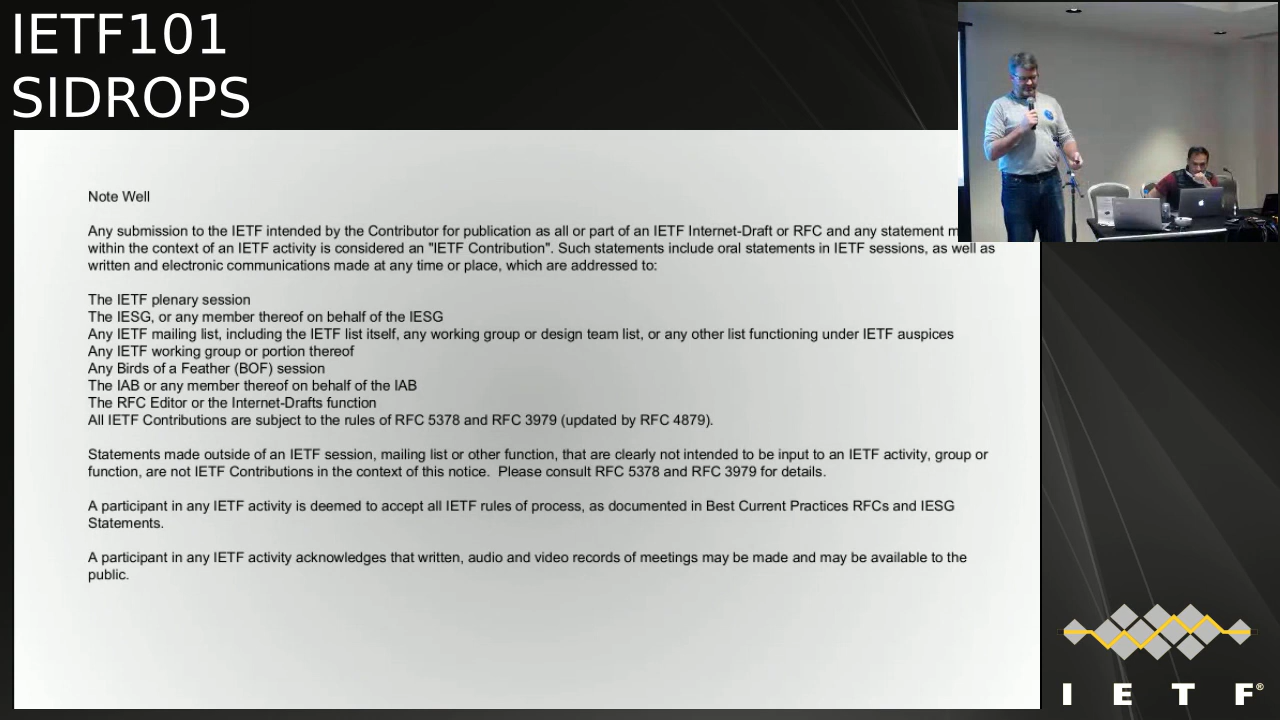 IETF101
SIDROPS
Note Well
Any submission to the IETF intended by the Contributor for publication as all or part of an IETF Internet-Draft or RFC and any statement
within the context of an IETF activity is considered an "IETF Contribution". Such statements include oral statements in IETF sessions, as well as
written and electronic communications made at any time or place, which are addressed to:
The IETF plenary session
The IESG, or any member thereof on behalf of the IESG
Any IETF mailing list, including the IETF list itself, any working group or design team list, or any other list functioning under IETF auspices
Any IETF working group or portion thereof
Any Birds of a Feather (BOF) session
The IAB or any member thereof on behalf of the IAB
The RFC Editor or the Internet-Drafts function
All IETF Contributions are subject to the rules of RFC 5378 and RFC 3979 (updated by RFC 4879).
Statements made outside of an IETF session, mailing list or other function, that are clearly not intended to be input to an IETF activity, group or
function, are not IETF Contributions in the context of this notice.  Please consult RFC 5378 and RFC 3979 for details.
A participant in any IETF activity is deemed to accept all IETF rules of process, as documented in Best Current Practices RFCs and IESG
Statements.
A participant in any IETF activity acknowledges that written, audio and video records of meetings may be made and may be available to the
public.
I E T F®